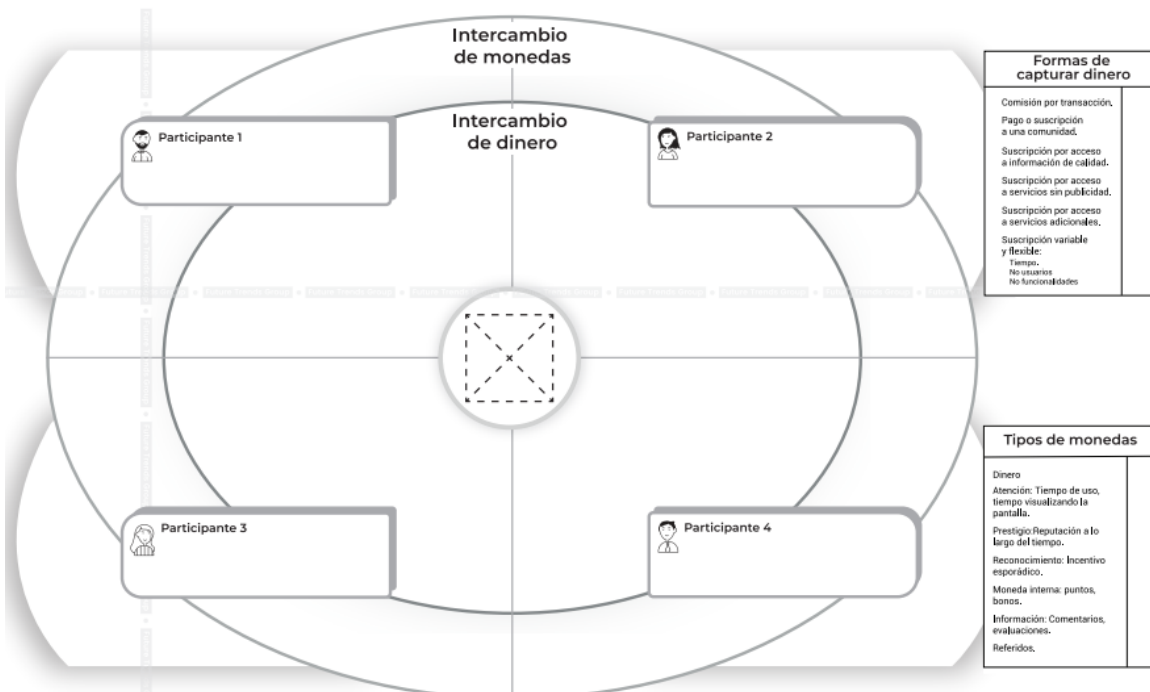 Intercambio
de monedas
Intercambio
de dinero
Participante 1
Participante 2
Participante 3
Participante 4
Formas de
capturar dinero
Comisión por transacción.
Pago o suscripción
a una comunidad.
Suscripción por acceso
a información de calidad.
Suscripción por acceso
a servicios sin publicidad.
Suscripción por acceso
a servicios adicionales.
Suscripción variable
y flexible:
Tiempo.
No usuarios
No funcionalidades
Tipos de monedas
Dinero
Atención: Tiempo de uso,
tiempo visualizando la
pantalla.
Prestigio:Reputación a lo
largo del tiempo.
Reconocimiento: Incentivo
esporádico.
Moneda interna: puntos,
bonos.
Información: Comentarios,
evaluaciones.
Referidos.